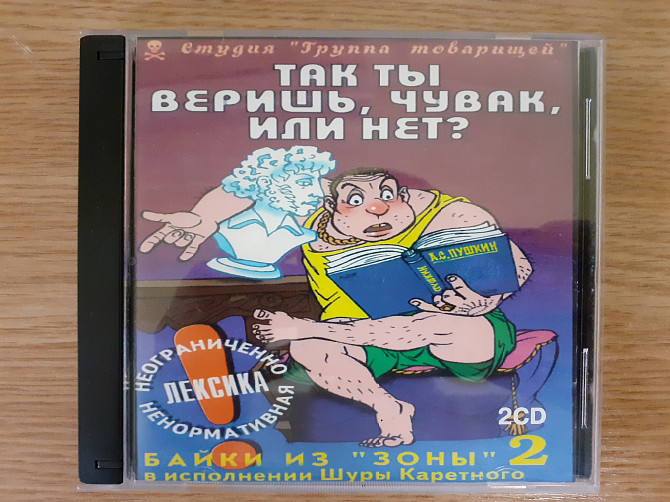 Студия "Группа товарищей"
ТАК ТЫ
ВЕРИШЬ, ЧУВАК,
ИЛИ НЕТ?
А.С. ПУШКИН
НЕОГРАНИЧЕННО
ЛЕКСИКА
НЕНОРМАТИВНАЯ
2CD
БАЙКИ ИЗ "ЗОНЫ" 2
в исполнении Шуры Каретного